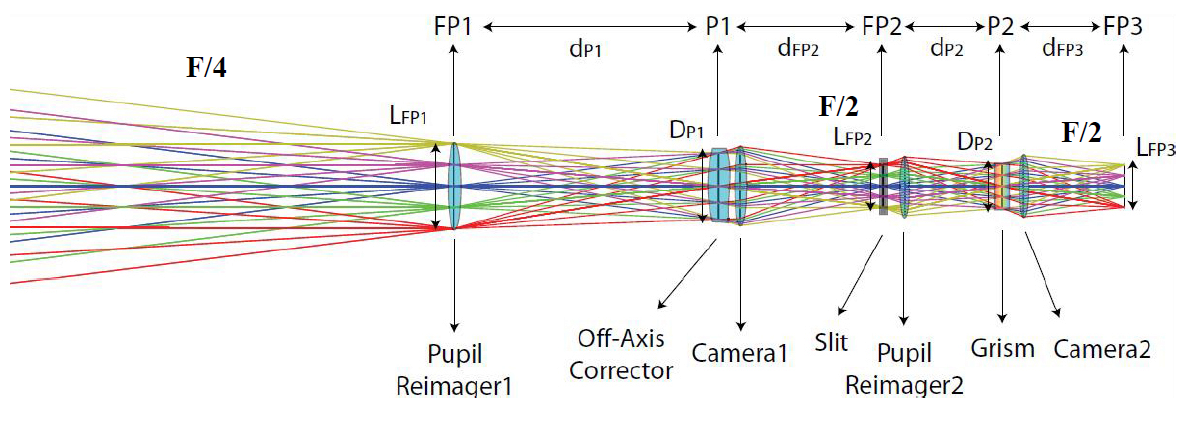 FP1 P1 FP2 P2 FP3
dP1 dFP2 dP2 dFP3
F/4
F/2
F/2
LFP1
DP1
LFP2
DP2
LFP3
Pupil
Reimager1
Off-Axis
Corrector
Camera1
Slit
Pupil
Reimager2
Grism
Camera2